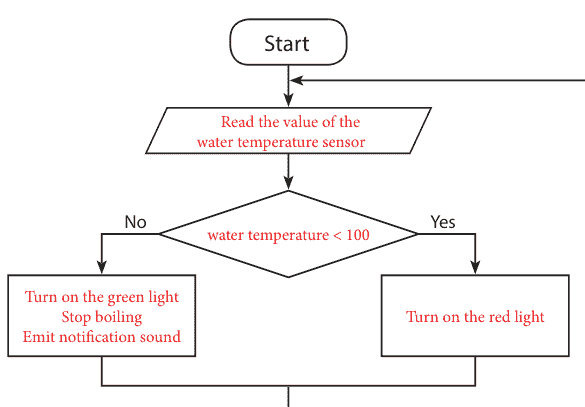 Start
Read the value of the
water temperature sensor
water temperature < 100
No
Yes
Turn on the green light
Stop boiling
Emit notification sound
Turn on the red light